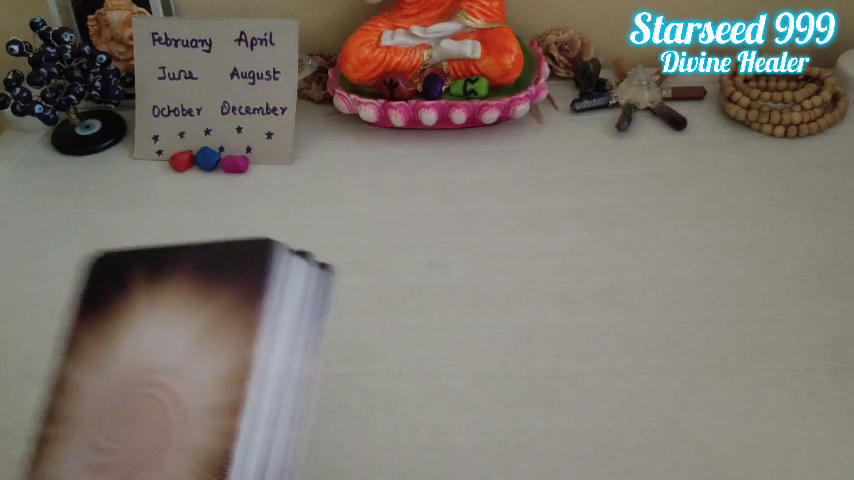 Starseed 999
Divine Healer
February April
June August
October December